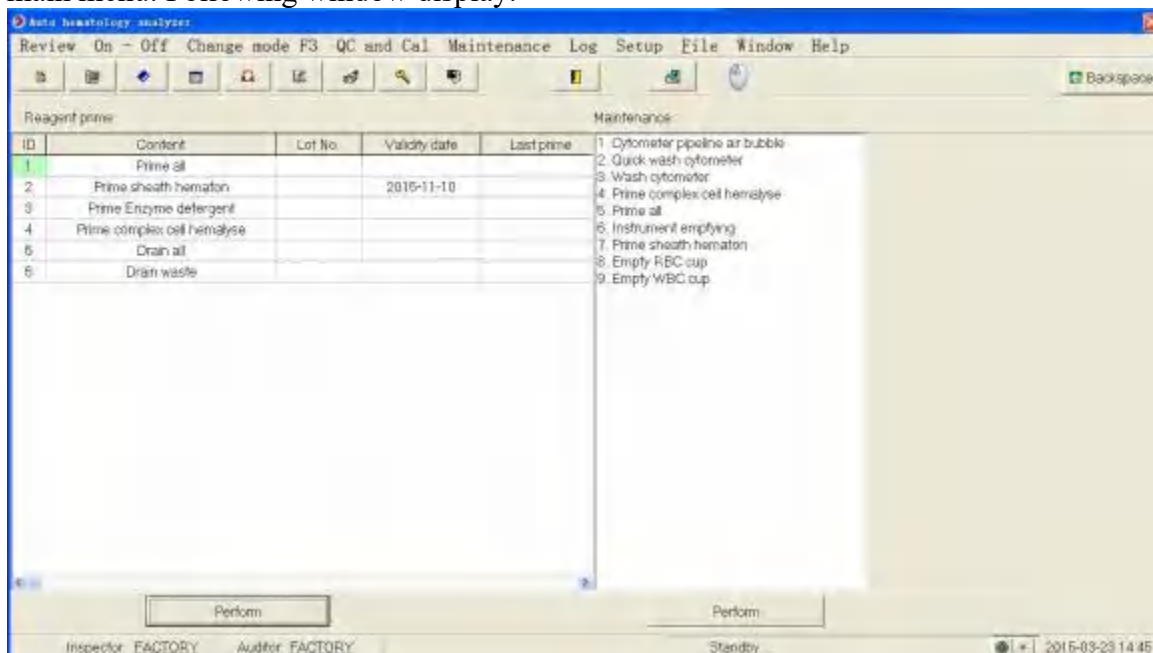 main menu. Following window display:
Auto hematology analyzer
Review On - Off Change mode F3 QC and Cal Maintenance Log Setup File Window Help
Backspace
Reagent prime
Maintenance
ID Content Lot No. Validity date Last prime
1 Prime all
2 Prime sheath hematon 2015-11-10
3 Prime Enzyme detergent
4 Prime complex cell hemalyse
5 Drain all
6 Drain waste
1. Cytometer pipeline air bubble
2. Quick wash cytometer
3. Wash cytometer
4. Prime complex cell hemalyse
5. Prime all
6. Instrument emptying
7. Prime sheath hematon
8. Empty RBC cup
9. Empty WBC cup
Perform
Perform
Inspector FACTORY Auditor FACTORY Standby 2015-03-23 14:45